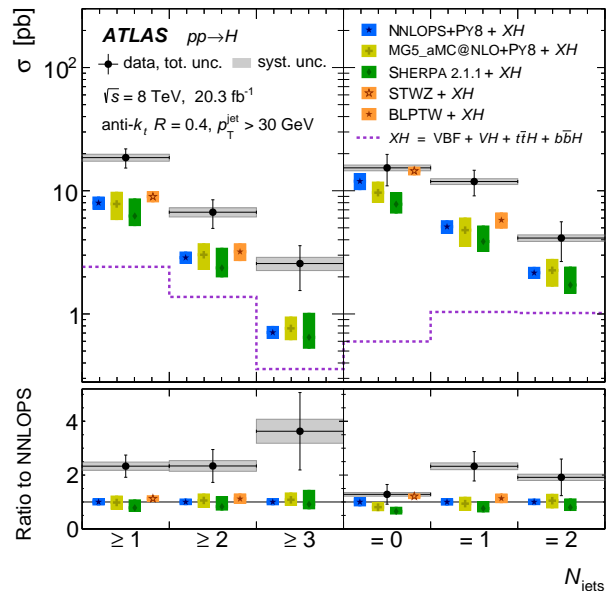 ATLAS pp→H
data, tot. unc. syst. unc.
√s = 8 TeV, 20.3 fb⁻¹
anti-kₜ R = 0.4, p_T^jet > 30 GeV
NNLOPS+PY8 + XH
MG5_aMC@NLO+PY8 + XH
SHERPA 2.1.1 + XH
STWZ + XH
BLPTW + XH
XH = VBF + VH + tt̄H + bb̄H
σ [pb]
10²
10
1
Ratio to NNLOPS
4
2
0
≥ 1 ≥ 2 ≥ 3 = 0 = 1 = 2
N_jets